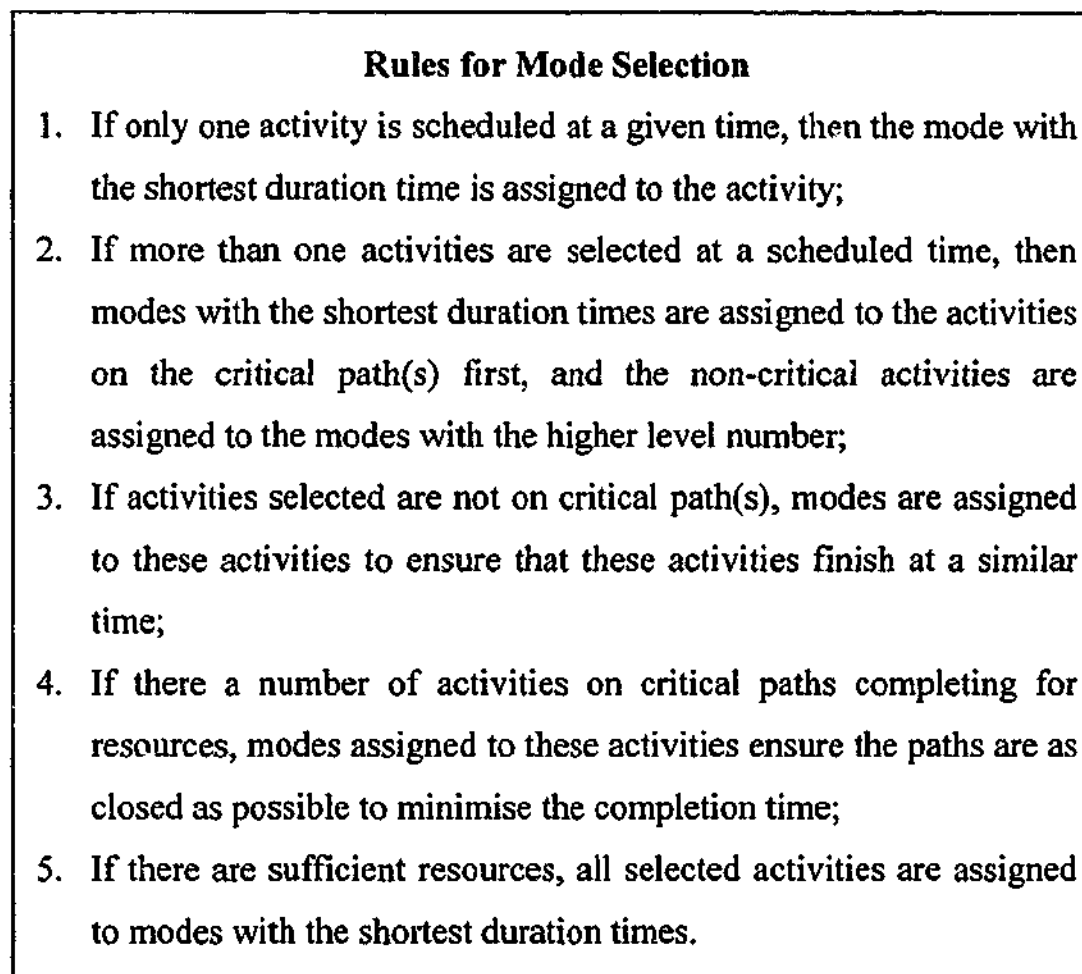 Rules for Mode Selection
1. If only one activity is scheduled at a given time, then the mode with
the shortest duration time is assigned to the activity;
2. If more than one activities are selected at a scheduled time, then
modes with the shortest duration times are assigned to the activities
on the critical path(s) first, and the non-critical activities are
assigned to the modes with the higher level number;
3. If activities selected are not on critical path(s), modes are assigned
to these activities to ensure that these activities finish at a similar
time;
4. If there a number of activities on critical paths completing for
resources, modes assigned to these activities ensure the paths are as
closed as possible to minimise the completion time;
5. If there are sufficient resources, all selected activities are assigned
to modes with the shortest duration times.